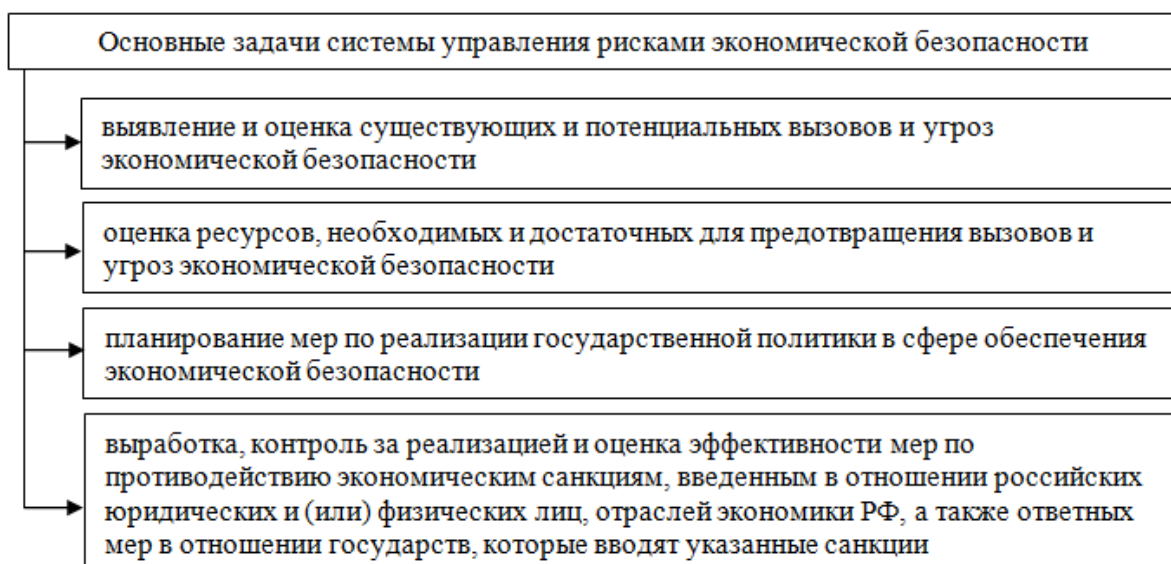 Основные задачи системы управления рисками экономической безопасности
выявление и оценка существующих и потенциальных вызовов и угроз
экономической безопасности
оценка ресурсов, необходимых и достаточных для предотвращения вызовов и
угроз экономической безопасности
планирование мер по реализации государственной политики в сфере обеспечения
экономической безопасности
выработка, контроль за реализацией и оценка эффективности мер по
противодействию экономическим санкциям, введенным в отношении российских
юридических и (или) физических лиц, отраслей экономики РФ, а также ответных
мер в отношении государств, которые вводят указанные санкции